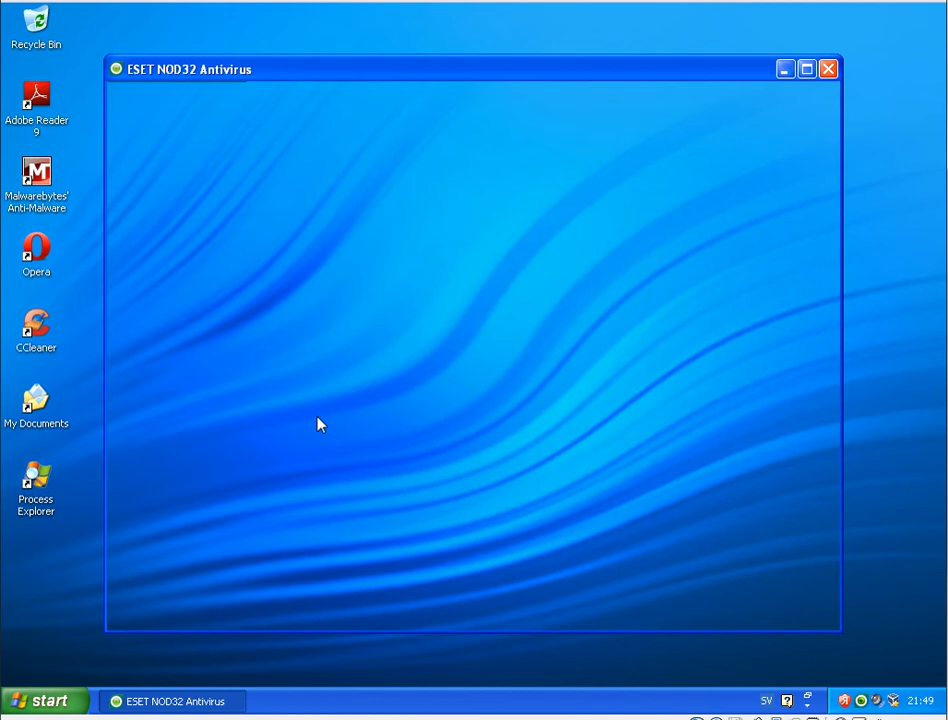 Recycle Bin
ESET NOD32 Antivirus
Adobe Reader
9
Malwarebytes'
Anti-Malware
Opera
CCleaner
My Documents
Process
Explorer
start
ESET NOD32 Antivirus
SV
21:49